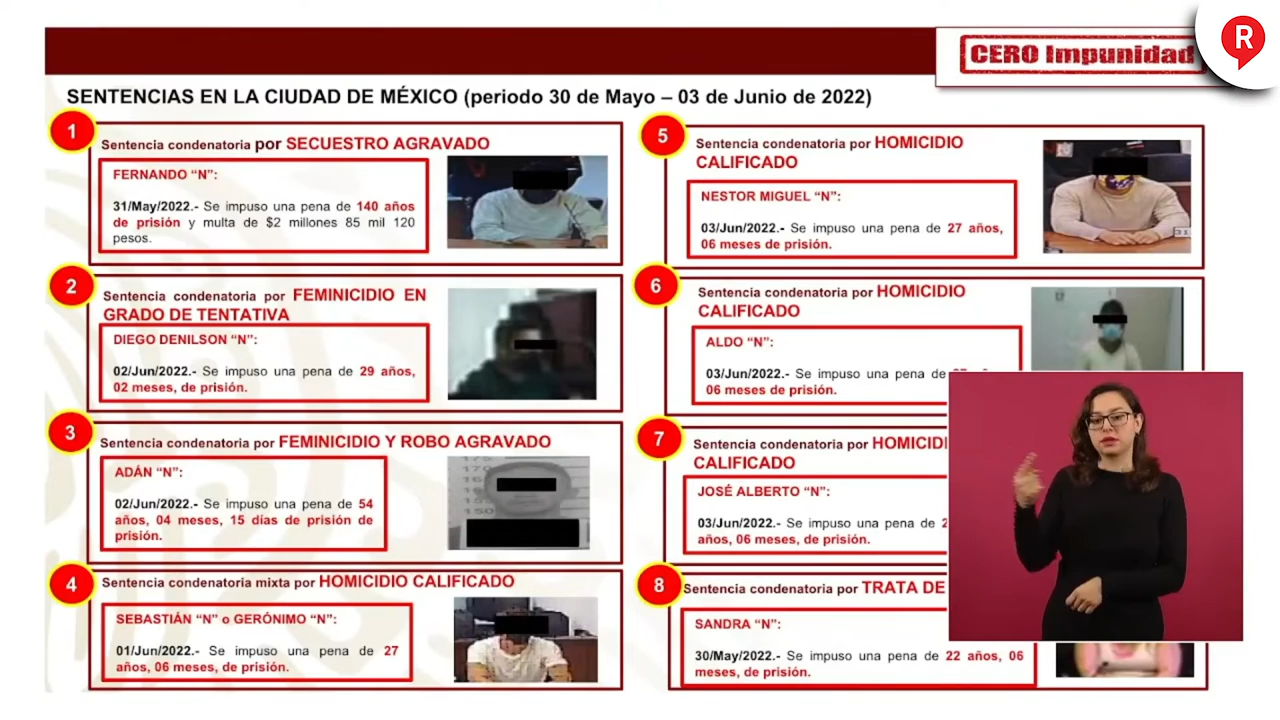 CERO Impunidad
R
SENTENCIAS EN LA CIUDAD DE MÉXICO (periodo 30 de Mayo – 03 de Junio de 2022)
1
Sentencia condenatoria por SECUESTRO AGRAVADO
FERNANDO “N”:
31/May/2022.- Se impuso una pena de 140 años
de prisión y multa de $2 millones 85 mil 120
pesos.
2
Sentencia condenatoria por FEMINICIDIO EN
GRADO DE TENTATIVA
DIEGO DENILSON “N”:
02/Jun/2022.- Se impuso una pena de 29 años,
02 meses, de prisión.
3
Sentencia condenatoria por FEMINICIDIO Y ROBO AGRAVADO
ADÁN “N”:
02/Jun/2022.- Se impuso una pena de 54
años, 04 meses, 15 días de prisión de
prisión.
4
Sentencia condenatoria mixta por HOMICIDIO CALIFICADO
SEBASTIÁN “N” o GERÓNIMO “N”:
01/Jun/2022.- Se impuso una pena de 27
años, 06 meses, de prisión.
5
Sentencia condenatoria por HOMICIDIO
CALIFICADO
NESTOR MIGUEL “N”:
03/Jun/2022.- Se impuso una pena de 27 años,
06 meses de prisión.
6
Sentencia condenatoria por HOMICIDIO
CALIFICADO
ALDO “N”:
03/Jun/2022.- Se impuso una pena de
06 meses de prisión.
7
Sentencia condenatoria por HOMICIDI
CALIFICADO
JOSÉ ALBERTO “N”:
03/Jun/2022.- Se impuso una pena de 2
años, 06 meses, de prisión.
8
Sentencia condenatoria por TRATA DE
SANDRA “N”:
30/May/2022.- Se impuso una pena de 22 años, 06
meses, de prisión.